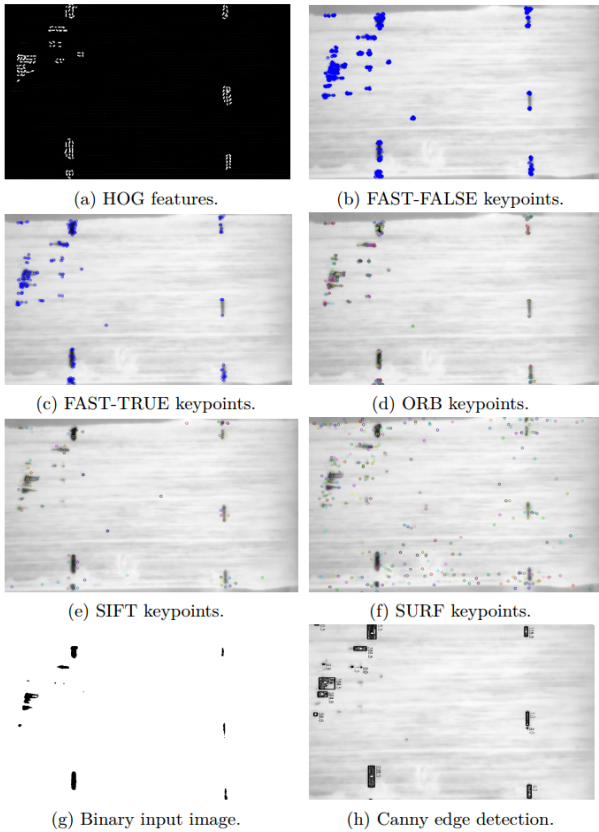 (a) HOG features.
(b) FAST-FALSE keypoints.
(c) FAST-TRUE keypoints.
(d) ORB keypoints.
(e) SIFT keypoints.
(f) SURF keypoints.
(g) Binary input image.
(h) Canny edge detection.